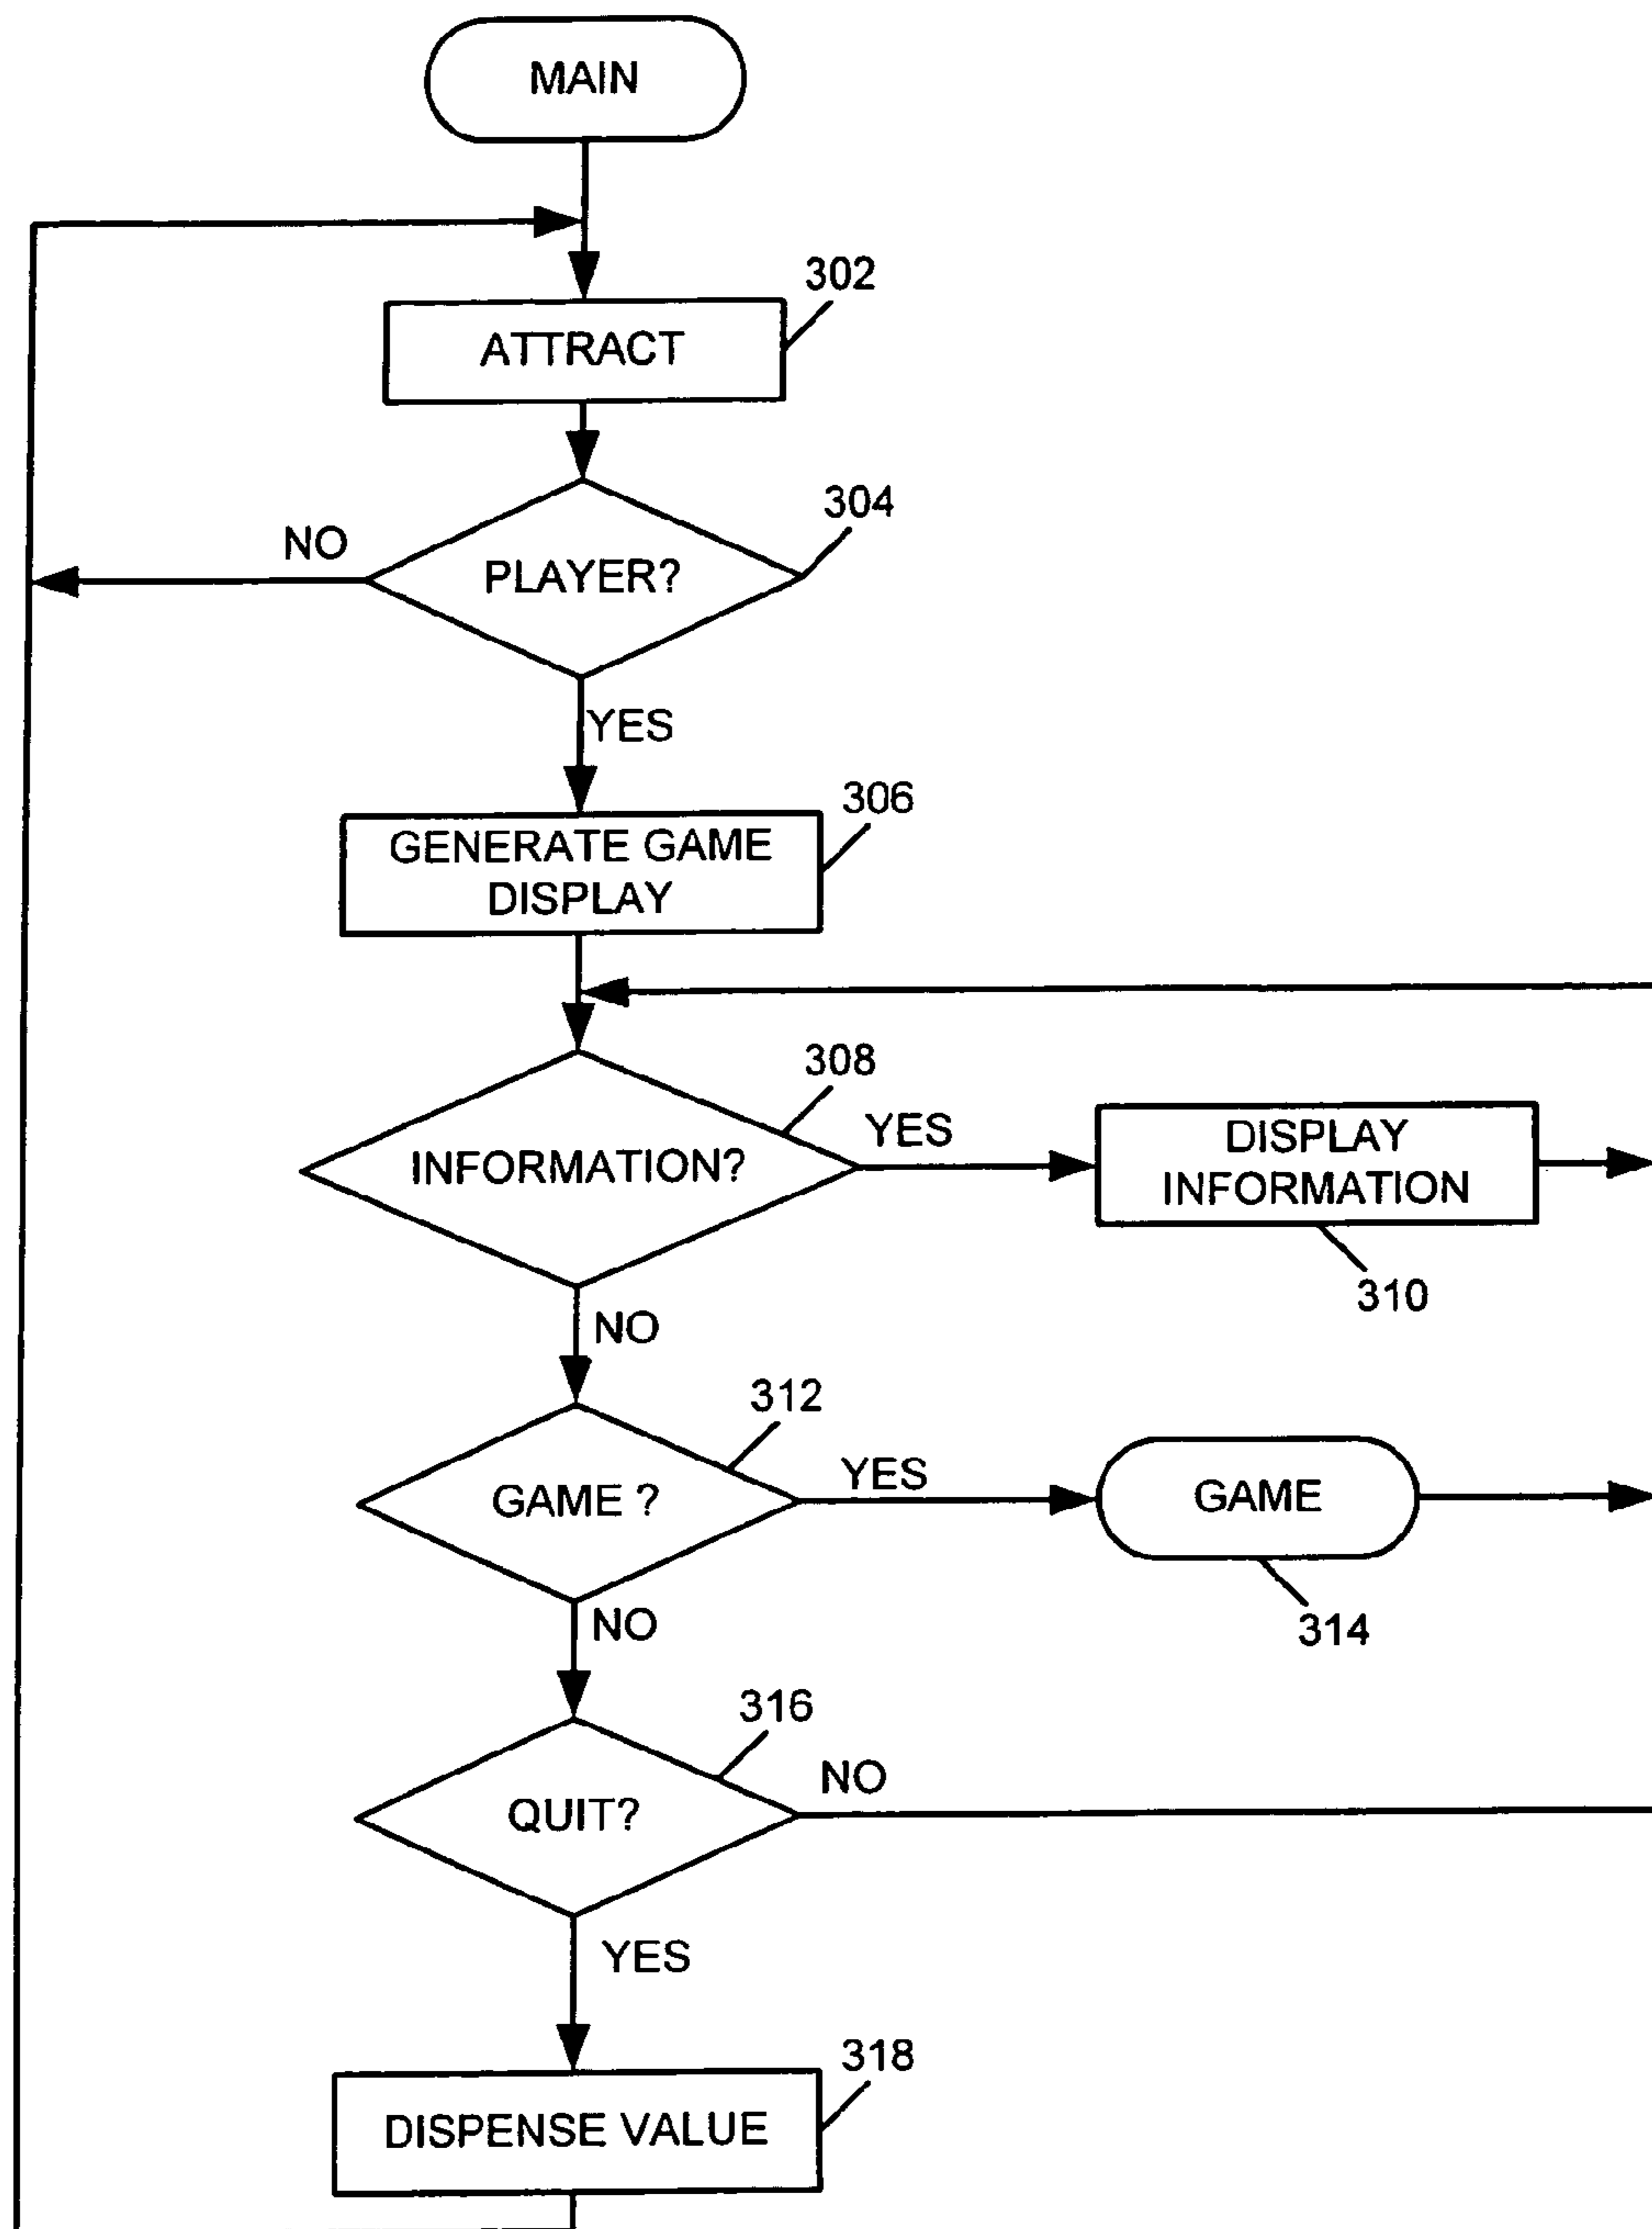 MAIN
302
ATTRACT
304
NO
PLAYER?
YES
306
GENERATE GAME
DISPLAY
308
YES
INFORMATION?
DISPLAY
INFORMATION
310
NO
312
YES
GAME ?
GAME
314
NO
316
NO
QUIT?
YES
318
DISPENSE VALUE